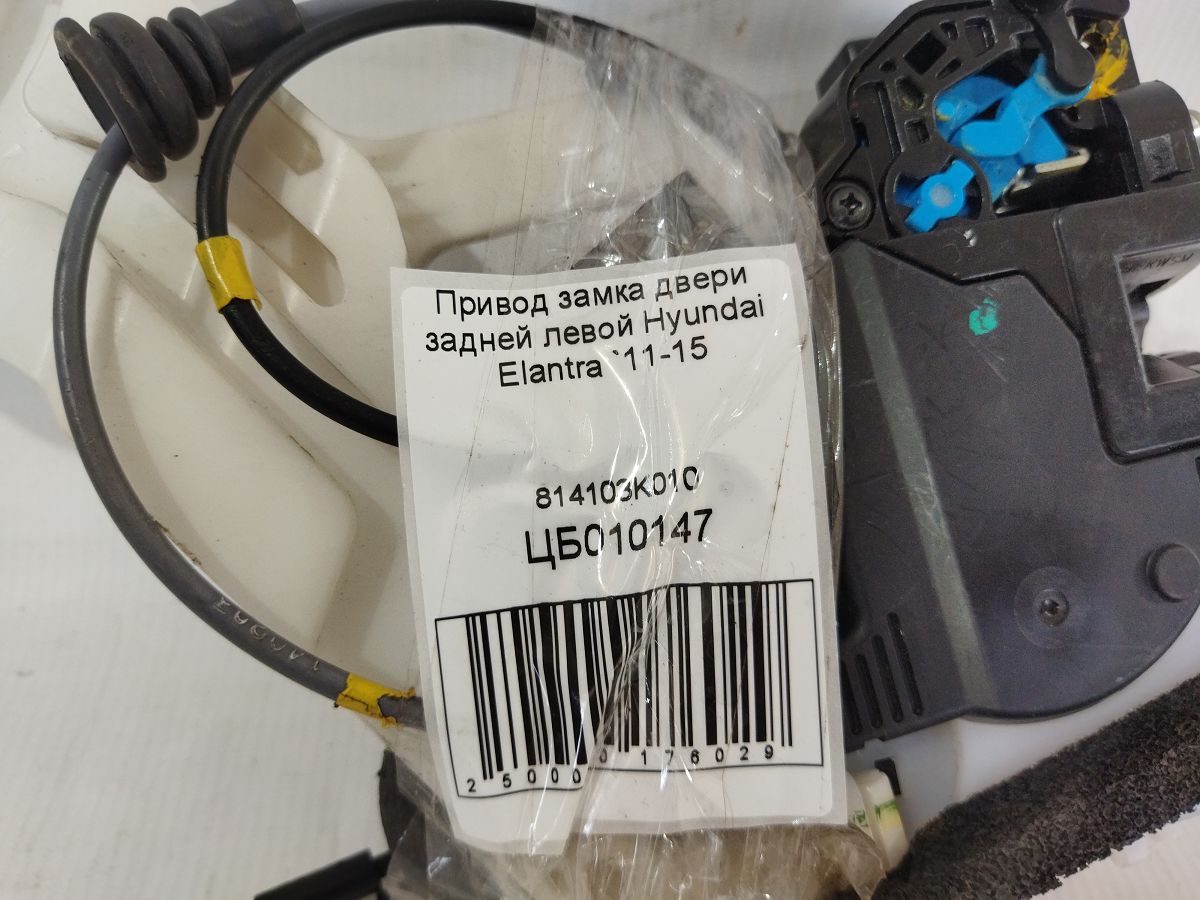 Привод замка двери
задней левой Hyundai
Elantra '11-15
814103K010
ЦБ010147
2500000176029